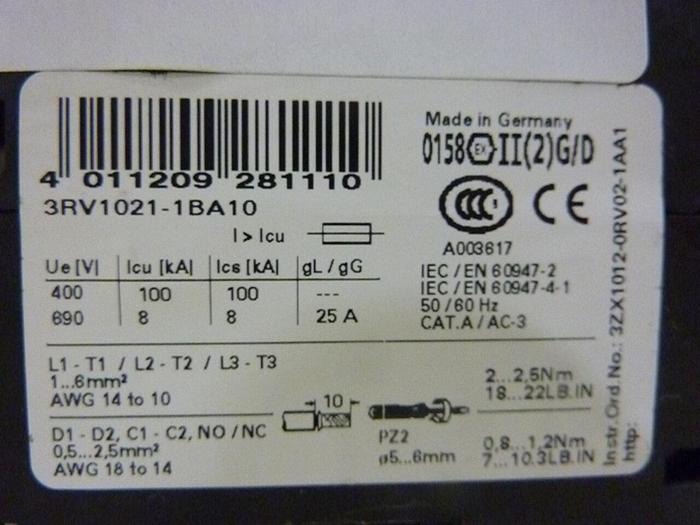 4 011209 281110
3RV1021-1BA10
I > Icu
Ue [V] Icu [kA] Ics [kA] gL / gG
400 100 100 ---
690 8 8 25 A
L1 - T1 / L2 - T2 / L3 - T3
1...6mm²
AWG 14 to 10
D1 - D2, C1 - C2, NO / NC
0,5...2,5mm²
AWG 18 to 14
10
PZ2
ø5...6mm
2...2,5Nm
18...22LB.IN
0,8...1,2Nm
7...10.3LB.IN
Made in Germany
0158 EX II(2)G/D
CCC CE
A003617
IEC / EN 60947-2
IEC / EN 60947-4-1
50 / 60 Hz
CAT.A / AC-3
Instr.Ord.No.: 3ZX1012-0RV02-1AA1
http: